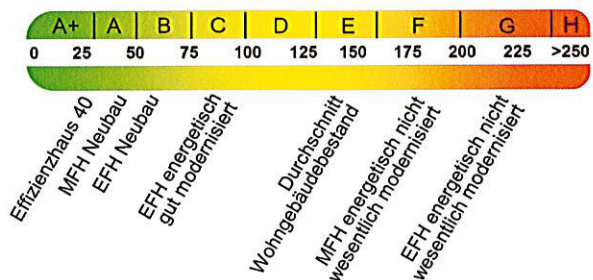 A+ A B C D E F G H
0 25 50 75 100 125 150 175 200 225 >250
Effizienzhaus 40
MFH Neubau
EFH Neubau
EFH energetisch
gut modernisiert
Durchschnitt
Wohngebäudebestand
MFH energetisch nicht
wesentlich modernisiert
EFH energetisch nicht
wesentlich modernisiert